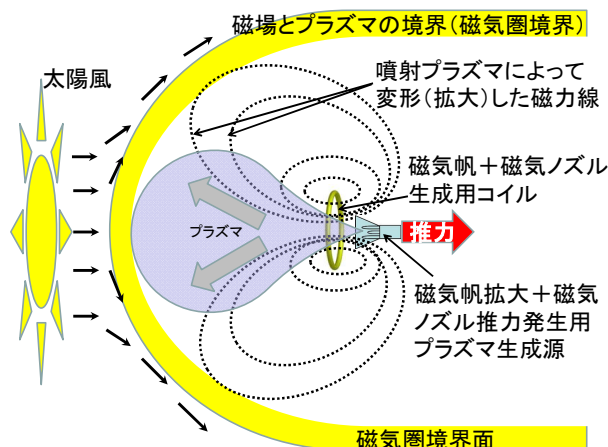 磁場とプラズマの境界(磁気圏境界)
太陽風
噴射プラズマによって
変形(拡大)した磁力線
磁気帆+磁気ノズル
生成用コイル
プラズマ
推力
磁気帆拡大+磁気
ノズル推力発生用
プラズマ生成源
磁気圏境界面